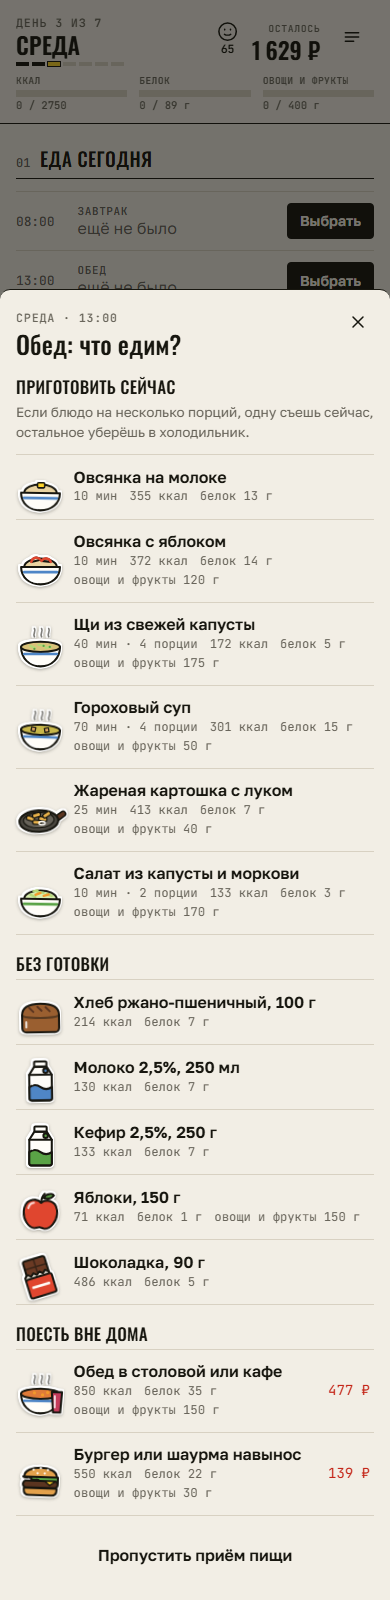 ДЕНЬ 3 ИЗ 7
СРЕДА
65
ОСТАЛОСЬ
1 629 ₽
ККАЛ
БЕЛОК
ОВОЩИ И ФРУКТЫ
0 / 2750
0 / 89 г
0 / 400 г
01 ЕДА СЕГОДНЯ
08:00
ЗАВТРАК
ещё не было
Выбрать
13:00
ОБЕД
ещё не было
Выбрать
СРЕДА · 13:00
Обед: что едим?
ПРИГОТОВИТЬ СЕЙЧАС
Если блюдо на несколько порций, одну съешь сейчас,
остальное уберёшь в холодильник.
Овсянка на молоке
10 мин 355 ккал белок 13 г
Овсянка с яблоком
10 мин 372 ккал белок 14 г
овощи и фрукты 120 г
Щи из свежей капусты
40 мин · 4 порции 172 ккал белок 5 г
овощи и фрукты 175 г
Гороховый суп
70 мин · 4 порции 301 ккал белок 15 г
овощи и фрукты 50 г
Жареная картошка с луком
25 мин 413 ккал белок 7 г
овощи и фрукты 40 г
Салат из капусты и моркови
10 мин · 2 порции 133 ккал белок 3 г
овощи и фрукты 170 г
БЕЗ ГОТОВКИ
Хлеб ржано-пшеничный, 100 г
214 ккал белок 7 г
Молоко 2,5%, 250 мл
130 ккал белок 7 г
Кефир 2,5%, 250 г
133 ккал белок 7 г
Яблоки, 150 г
71 ккал белок 1 г овощи и фрукты 150 г
Шоколадка, 90 г
486 ккал белок 5 г
ПОЕСТЬ ВНЕ ДОМА
Обед в столовой или кафе
850 ккал белок 35 г
овощи и фрукты 150 г
477 ₽
Бургер или шаурма навынос
550 ккал белок 22 г
овощи и фрукты 30 г
139 ₽
Пропустить приём пищи